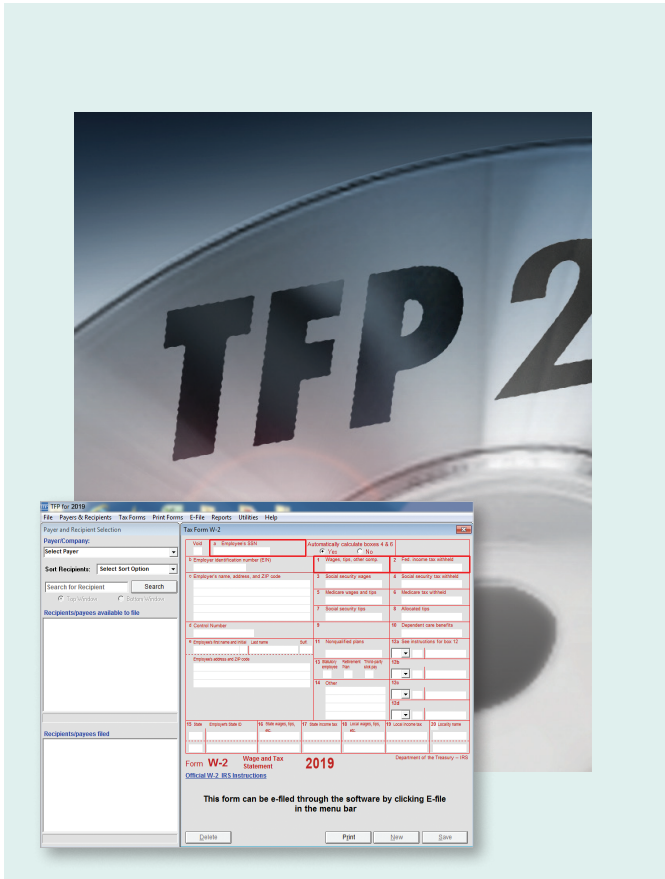 TFP 2
TFP for 2019
File Payers & Recipients Tax Forms Print Forms E-File Reports Utilities Help
Payer and Recipient Selection
Payer/Company:
Select Payer
Sort Recipients: Select Sort Option
Search for Recipient Search
Top Window Bottom Window
Recipients/payees available to file
Recipients/payees filed
Tax Form W-2
Void a Employee's SSN
Automatically calculate boxes 4 & 6
Yes No
b Employer identification number (EIN)
1 Wages, tips, other comp. 2 Fed. income tax withheld
c Employer's name, address, and ZIP code
3 Social security wages 4 Social security tax withheld
5 Medicare wages and tips 6 Medicare tax withheld
7 Social security tips 8 Allocated tips
d Control Number
9 10 Dependent care benefits
e Employee's first name and initial Last name Suff.
11 Nonqualified plans 12a See instructions for box 12
Employee's address and ZIP code
13 Statutory employee Retirement Plan Third-party sick pay 12b
14 Other 12c
12d
15 State Employer's State ID 16 State wages, tips, etc. 17 State income tax 18 Local wages, tips, etc. 19 Local income tax 20 Locality name
Form W-2 Wage and Tax Statement 2019
Department of the Treasury -- IRS
Official W-2 IRS Instructions
This form can be e-filed through the software by clicking E-file
in the menu bar
Delete Print New Save